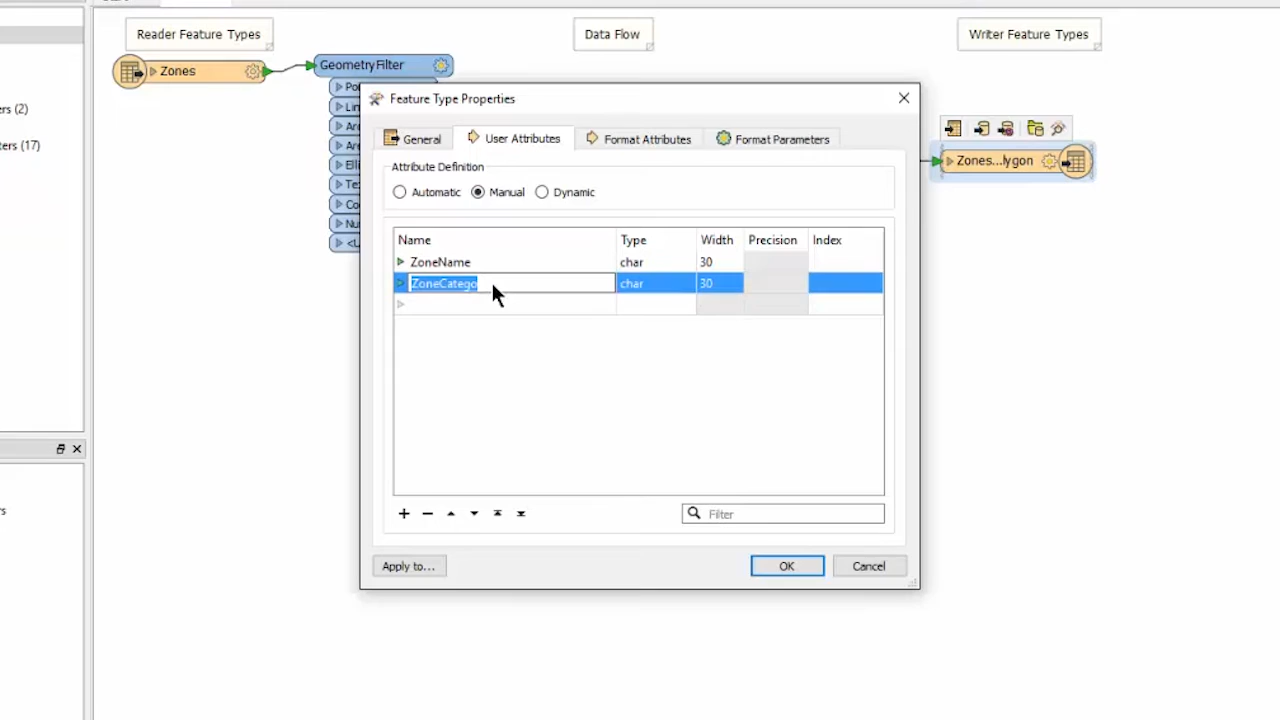 Reader Feature Types
Data Flow
Writer Feature Types
Zones
GeometryFilter
Feature Type Properties
General
User Attributes
Format Attributes
Format Parameters
Zones...lygon
Attribute Definition
Automatic
Manual
Dynamic
Name Type Width Precision Index
ZoneName char 30
ZoneCatego char 30
Filter
Apply to...
OK
Cancel
ers (2)
ters (17)